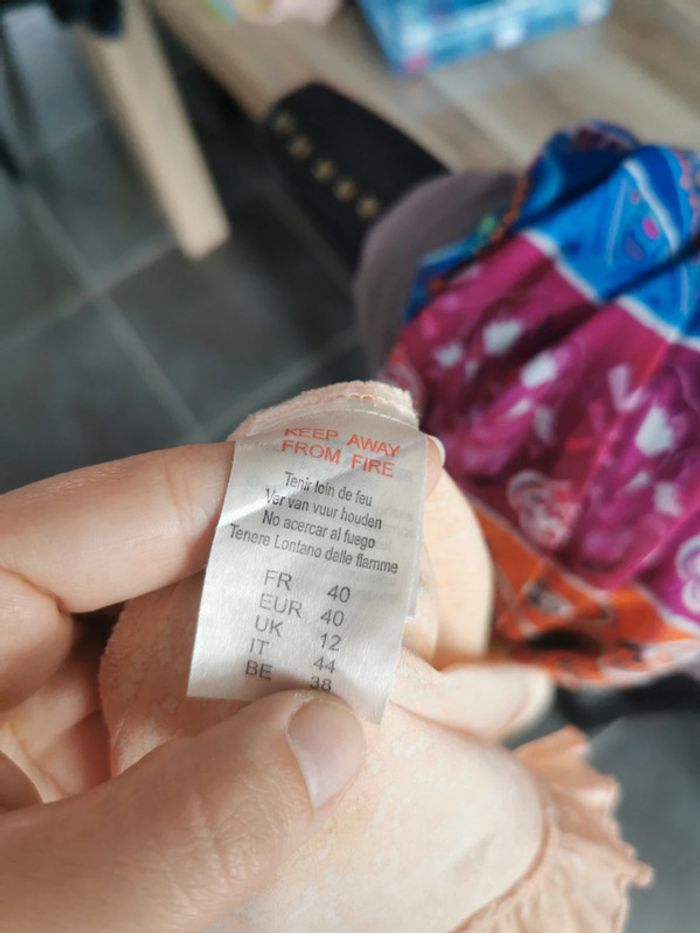 KEEP AWAY
FROM FIRE
Tenir loin de feu
Ver van vuur houden
No acercar al fuego
Tenere Lontano dalle flamme
FR 40
EUR 40
UK 12
IT 44
BE 38